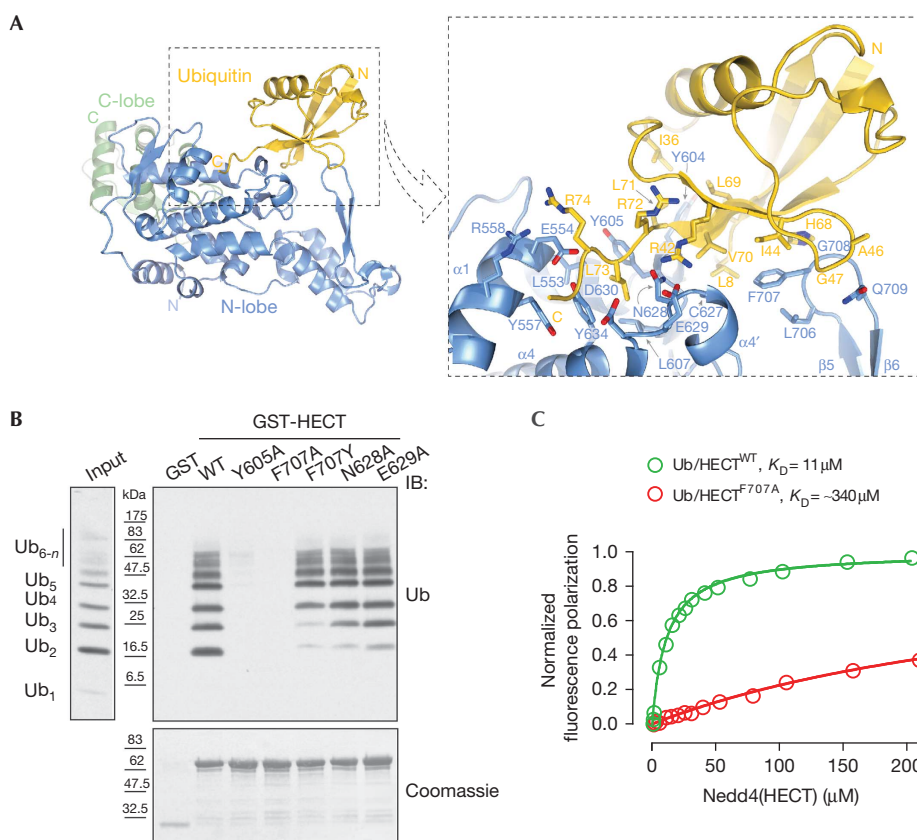 A
Ubiquitin
N
C-lobe
C
C
N
N-lobe
N
I36
Y604
L71
L69
R74
R72
H68
R558
E554
Y605
R42
I44
G708
A46
α1
V70
L553
L73
D630
L8
G47
Q709
F707
C
N628
C627
Y557
E629
L706
Y634
α4′
α4
L607
β5
β6
B
GST-HECT
Input
GST
WT
Y605A
F707A
F707Y
N628A
E629A
IB:
kDa
175
83
62
47.5
32.5
25
16.5
6.5
Ub6-n
Ub5
Ub4
Ub3
Ub2
Ub1
Ub
83
62
47.5
32.5
Coomassie
C
Ub/HECT^WT, KD = 11 μM
Ub/HECT^F707A, KD = ~340 μM
Normalized
fluorescence polarization
1.0
0.8
0.6
0.4
0.2
0.0
0 50 100 150 200
Nedd4(HECT) (μM)